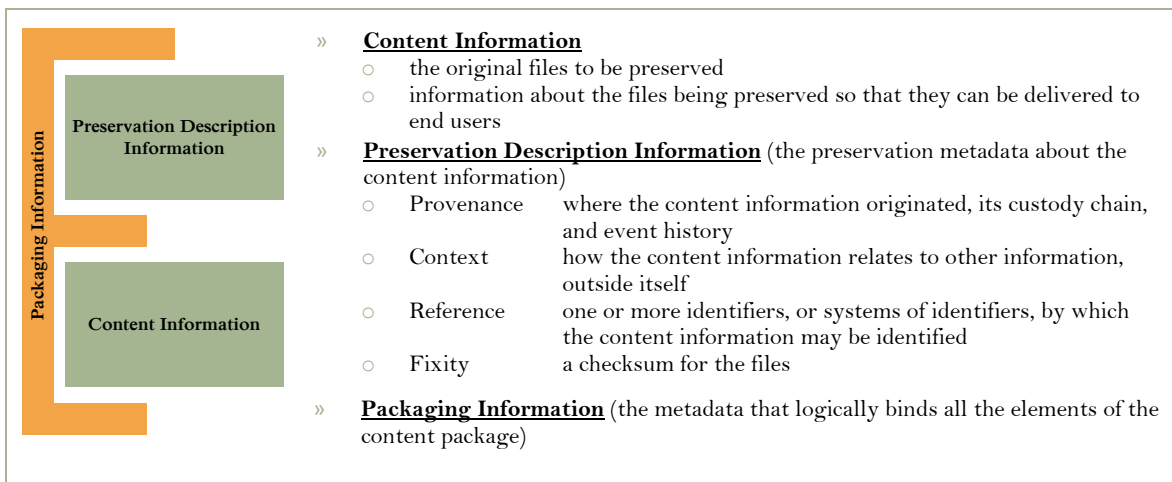 Packaging Information
Preservation Description
Information
Content Information
» Content Information
○ the original files to be preserved
○ information about the files being preserved so that they can be delivered to
end users
» Preservation Description Information (the preservation metadata about the
content information)
○ Provenance where the content information originated, its custody chain,
and event history
○ Context how the content information relates to other information,
outside itself
○ Reference one or more identifiers, or systems of identifiers, by which
the content information may be identified
○ Fixity a checksum for the files
» Packaging Information (the metadata that logically binds all the elements of the
content package)